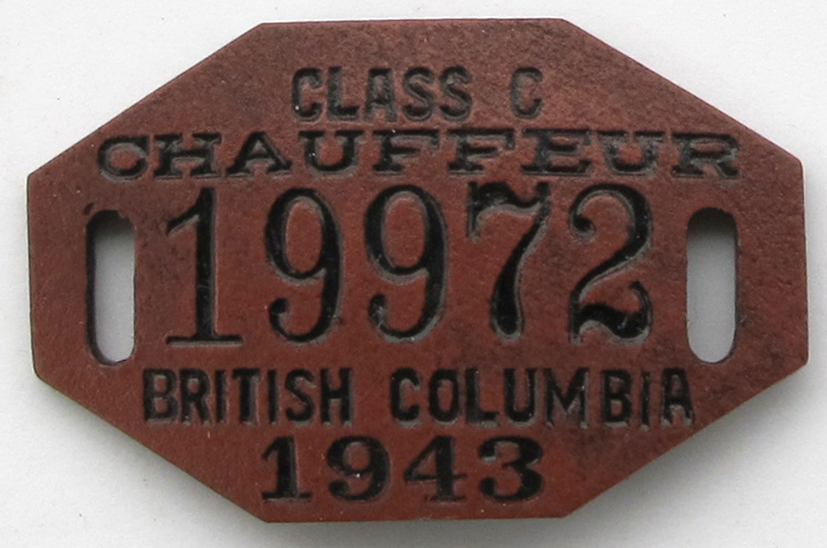 CLASS C
CHAUFFEUR
19972
BRITISH COLUMBIA
1943